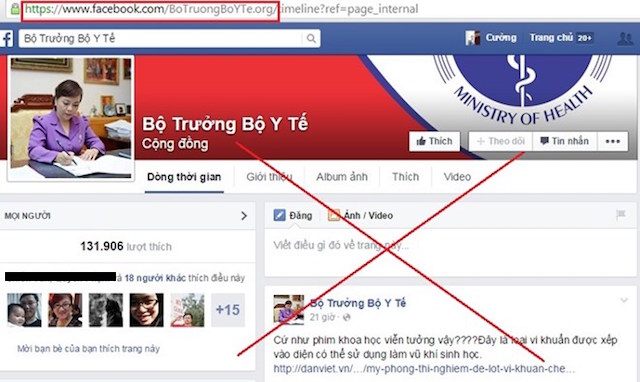 https://www.facebook.com/BoTruongBoYTe.org/timeline?ref=page_internal
f Bộ Trưởng Bộ Y Tế Cường Trang chủ 20+
MINISTRY OF HEALTH
Bộ Trưởng Bộ Y Tế
Cộng đồng
Thích + Theo dõi Tin nhắn •••
Dòng thời gian Giới thiệu Album ảnh Thích Video
MỌI NGƯỜI
131.906 lượt thích
và 18 người khác thích điều này
+15
Mời bạn bè của bạn thích trang này
Đăng Ảnh / Video
Viết điều gì đó về trang này...
Bộ Trưởng Bộ Y Tế
21 giờ ·
Cứ như phim khoa học viễn tưởng vậy????Đây là loại vi khuẩn được xếp
vào diện có thể sử dụng làm vũ khí sinh học.
http://danviet.vn/…/my-phong-thi-nghiem-de-lot-vi-khuan-che…